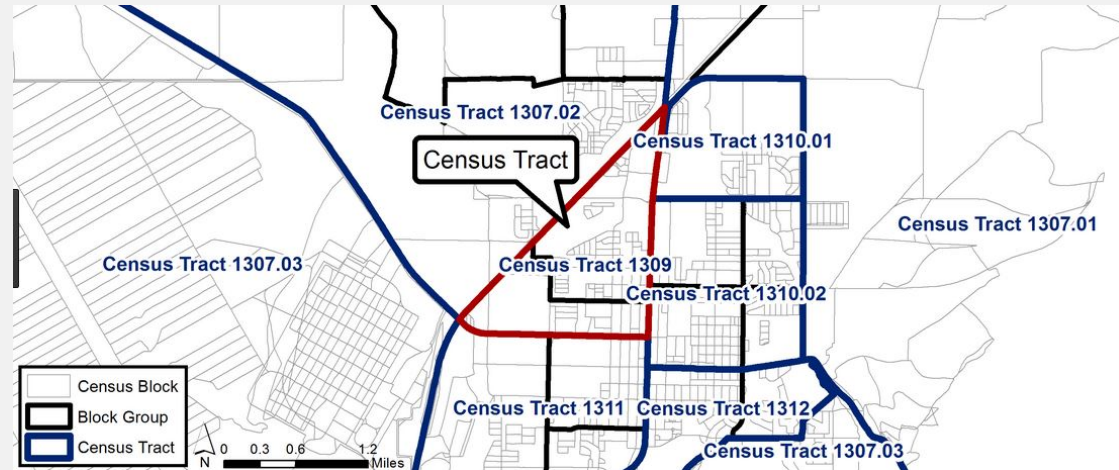 Census Tract 1307.02
Census Tract 1310.01
Census Tract
Census Tract 1307.01
Census Tract 1307.03
Census Tract 1309
Census Tract 1310.02
Census Block
Block Group
Census Tract
Census Tract 1311
Census Tract 1312
Census Tract 1307.03
N
0 0.3 0.6 1.2
Miles